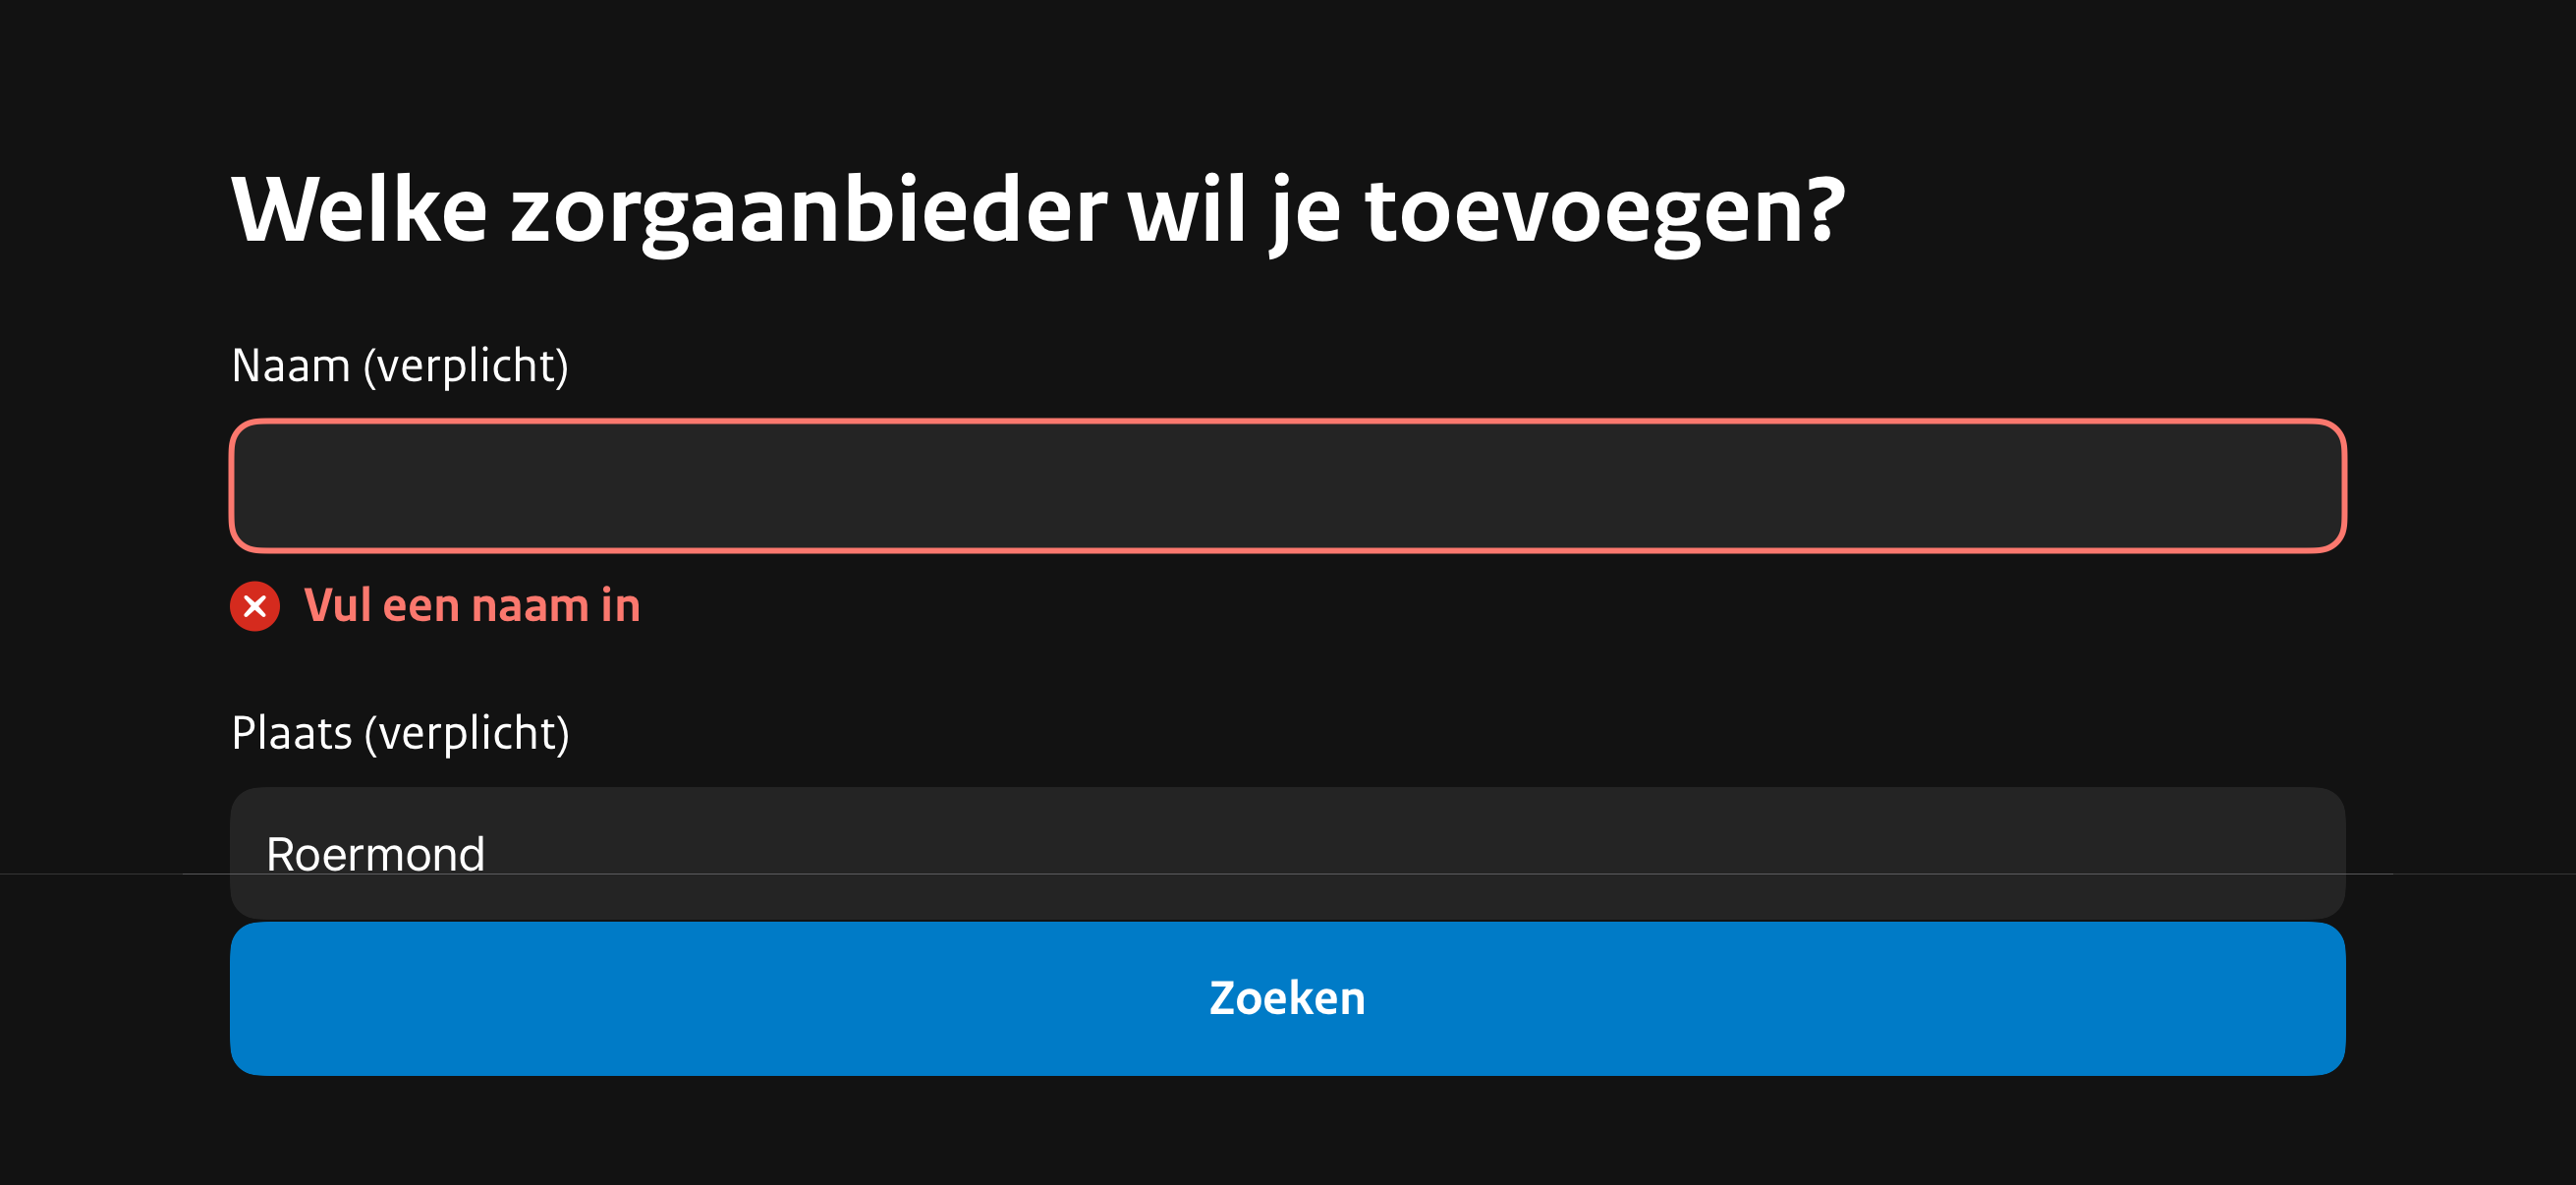 Welke zorgaanbieder wil je toevoegen?
Naam (verplicht)
Vul een naam in
Plaats (verplicht)
Roermond
Zoeken